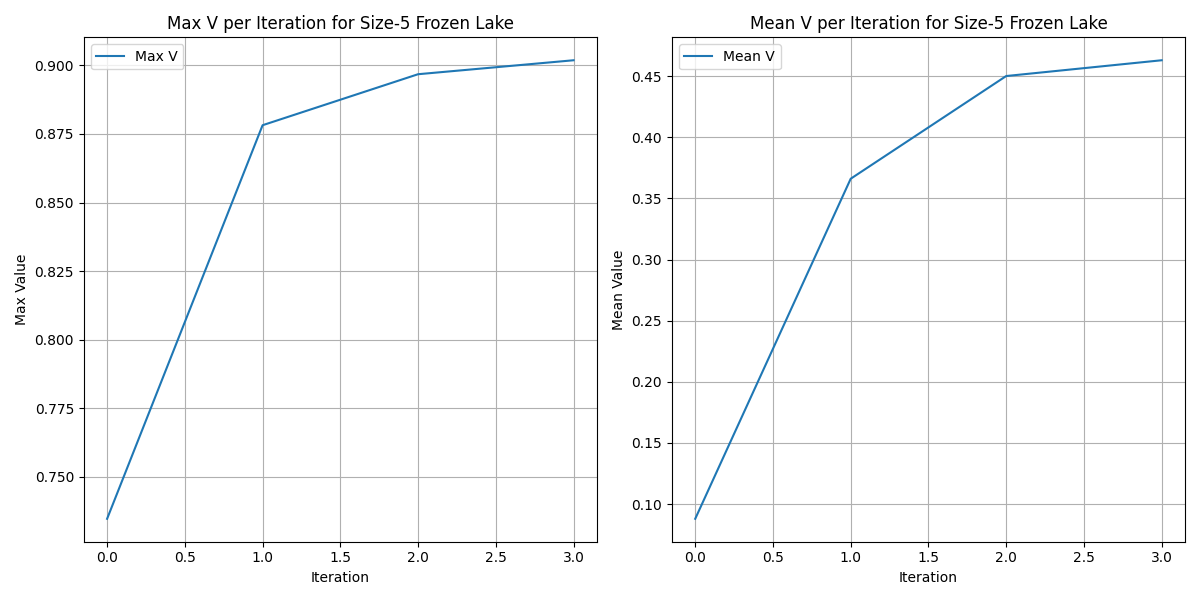 Max V per Iteration for Size-5 Frozen Lake
Max V
0.900
0.875
0.850
0.825
0.800
0.775
0.750
Max Value
0.0 0.5 1.0 1.5 2.0 2.5 3.0
Iteration
Mean V per Iteration for Size-5 Frozen Lake
Mean V
0.45
0.40
0.35
0.30
0.25
0.20
0.15
0.10
Mean Value
0.0 0.5 1.0 1.5 2.0 2.5 3.0
Iteration